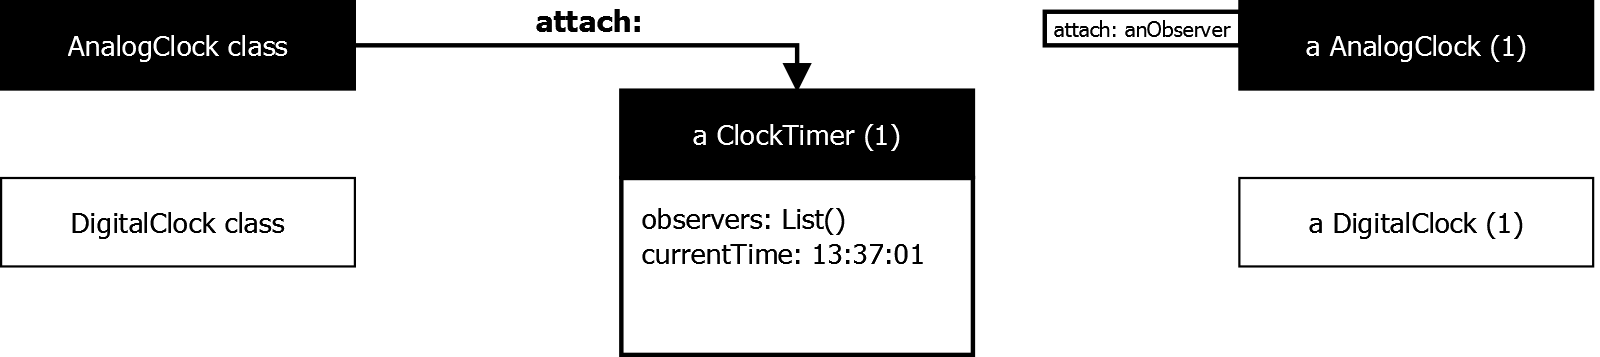 attach:
AnalogClock class
attach: anObserver
a AnalogClock (1)
a ClockTimer (1)
DigitalClock class
observers: List()
currentTime: 13:37:01
a DigitalClock (1)